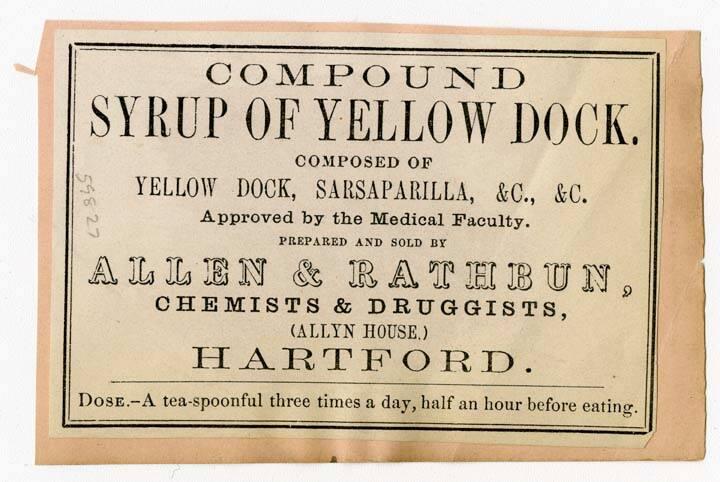 COMPOUND
SYRUP OF YELLOW DOCK.
COMPOSED OF
YELLOW DOCK, SARSAPARILLA, &C., &C.
Approved by the Medical Faculty.
PREPARED AND SOLD BY
ALLEN & RATHBUN,
CHEMISTS & DRUGGISTS,
(ALLYN HOUSE.)
HARTFORD.
DOSE.–A tea-spoonful three times a day, half an hour before eating.
59827